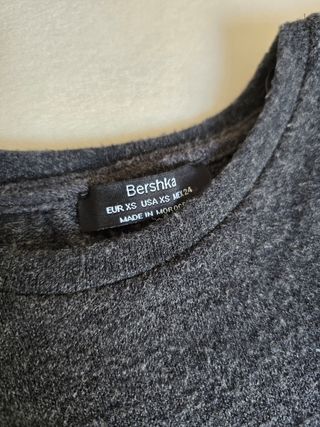 Bershka
EUR XS USA XS MEX 24
MADE IN MOROCCO